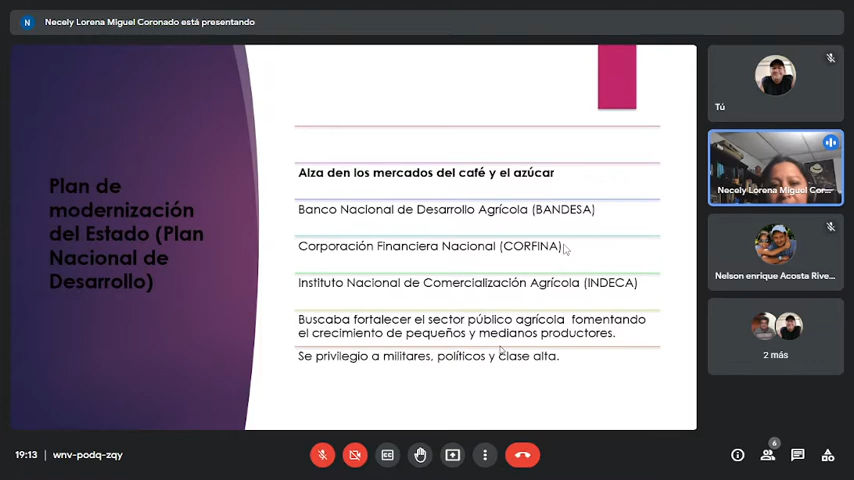 N Necely Lorena Miguel Coronado está presentando
Plan de
modernización
del Estado (Plan
Nacional de
Desarrollo)
Alza den los mercados del café y el azúcar
Banco Nacional de Desarrollo Agrícola (BANDESA)
Corporación Financiera Nacional (CORFINA)
Instituto Nacional de Comercialización Agrícola (INDECA)
Buscaba fortalecer el sector público agrícola fomentando
el crecimiento de pequeños y medianos productores.
Se privilegio a militares, políticos y clase alta.
Tú
Necely Lorena Miguel Cor...
Nelson enrique Acosta Rive...
2 más
19:13 | wnv-podq-zqy
6